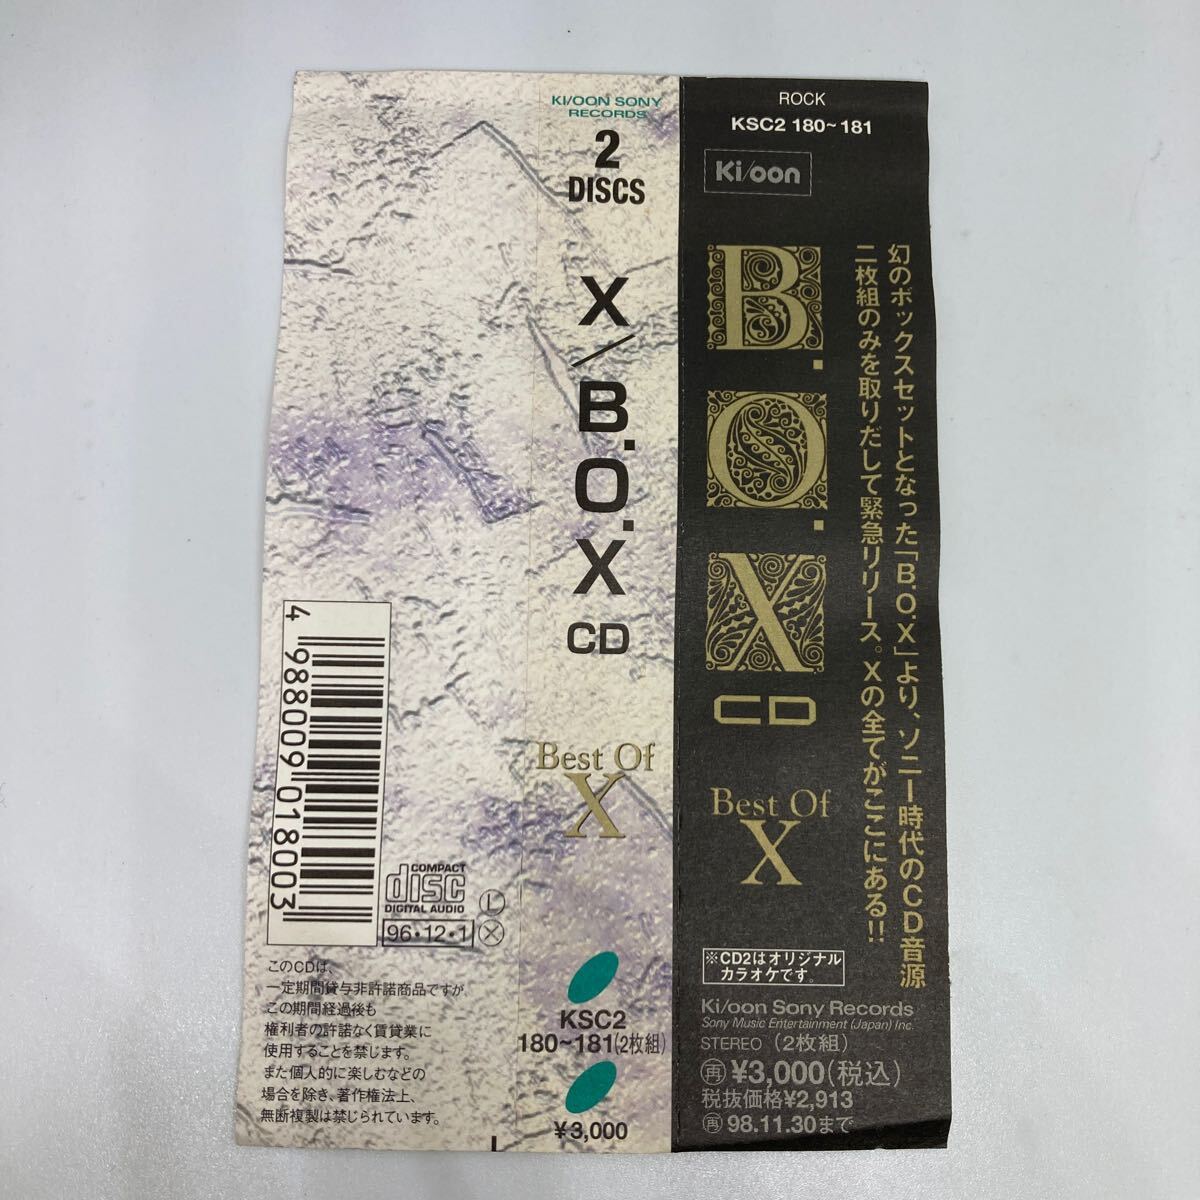 ROCK
KSC2 180~181
Ki/oon
幻のボックスセットとなった「B.O.X」より、ソニー時代のCD音源
二枚組のみを取りだして緊急リリース。Xの全てがここにある!!
B.
O.
X
CD
Best Of
X
※CD2はオリジナル
カラオケです。
Ki/oon Sony Records
Sony Music Entertainment (Japan) Inc.
STEREO (2枚組)
再 ¥3,000(税込)
税抜価格¥2,913
再 98.11.30まで
KI/OON SONY
RECORDS
2
DISCS
X/B.O.X CD
Best Of
X
KSC2
180~181(2枚組)
¥3,000
4 988009 018003
COMPACT
disc
DIGITAL AUDIO
96・12・1
L
X
このCDは、
一定期間貸与非許諾商品ですが、
この期間経過後も
権利者の許諾なく賃貸業に
使用することを禁じます。
また個人的に楽しむなどの
場合を除き、著作権法上、
無断複製は禁じられています。